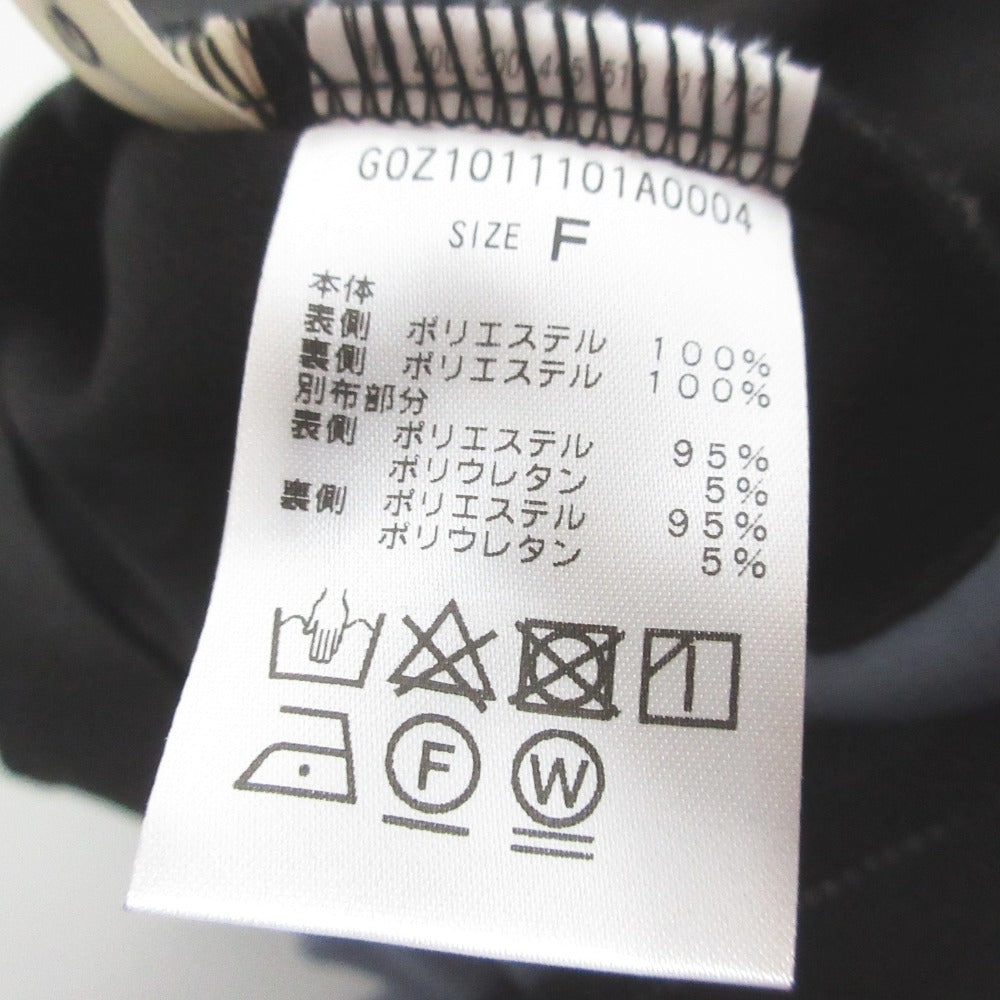 G0Z1011101A0004
SIZE F
本体
表側 ポリエステル 100%
裏側 ポリエステル 100%
別布部分
表側 ポリエステル 95%
ポリウレタン 5%
裏側 ポリエステル 95%
ポリウレタン 5%
F
W